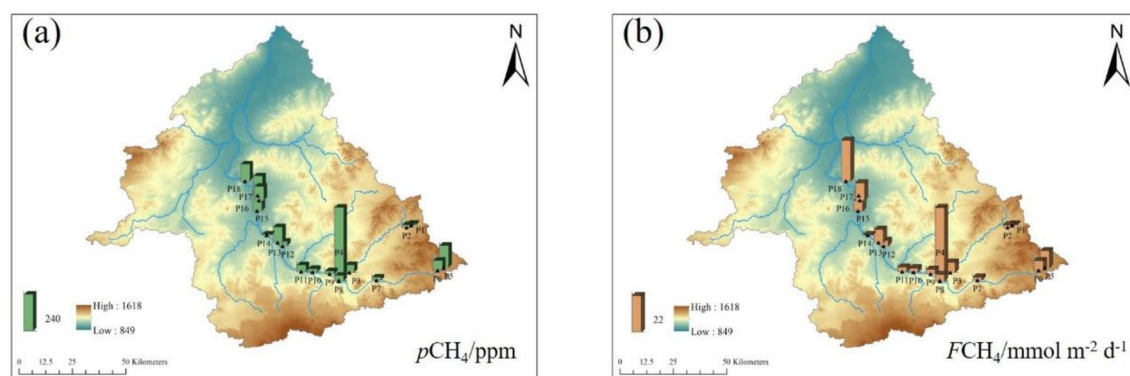 (a)
N
P18
P17
P16
P15
P14
P13
P12
P11
P10
P9
P8
P4
P3
P7
P2
P1
P6
P5
240
High : 1618
Low : 849
0 12.5 25 50 Kilometers
pCH₄/ppm
(b)
N
P18
P17
P16
P15
P14
P13
P12
P11
P10
P9
P8
P4
P3
P7
P2
P1
P6
P5
22
High : 1618
Low : 849
0 12.5 25 50 Kilometers
FCH₄/mmol m⁻² d⁻¹